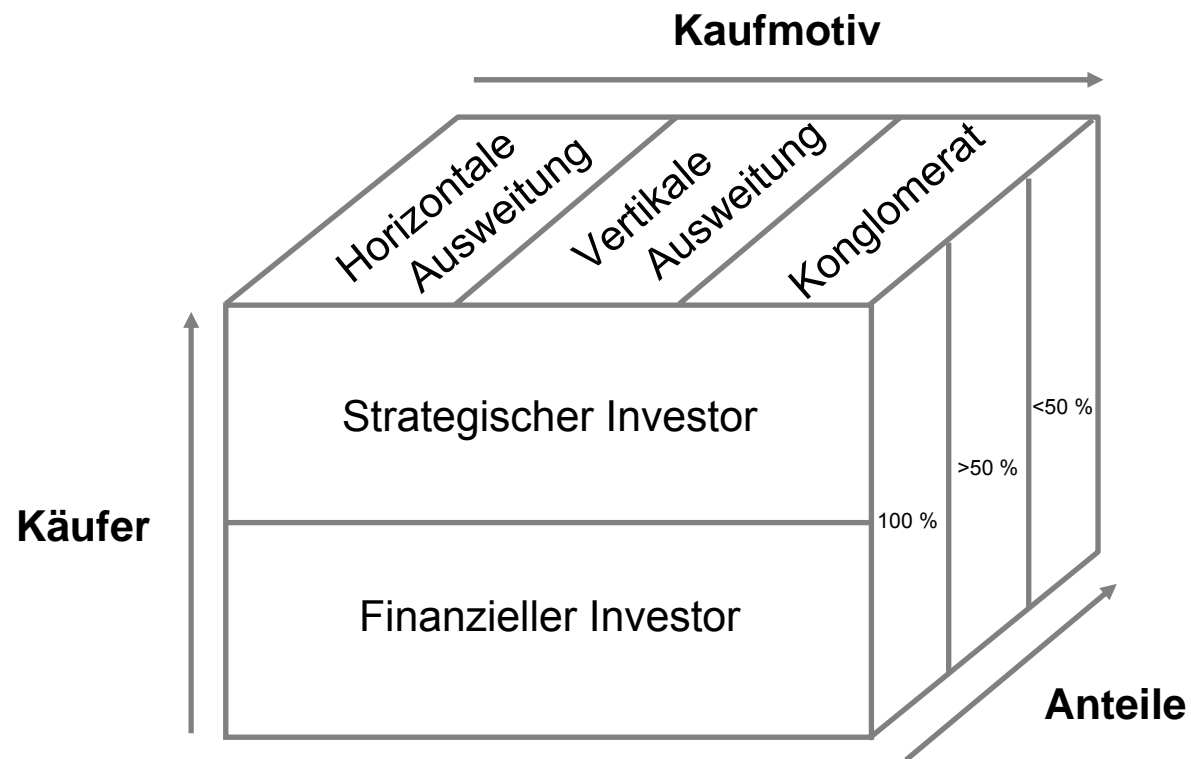 Kaufmotiv
Horizontale
Ausweitung
Vertikale
Ausweitung
Konglomerat
Strategischer Investor
<50 %
>50 %
Käufer
100 %
Finanzieller Investor
Anteile